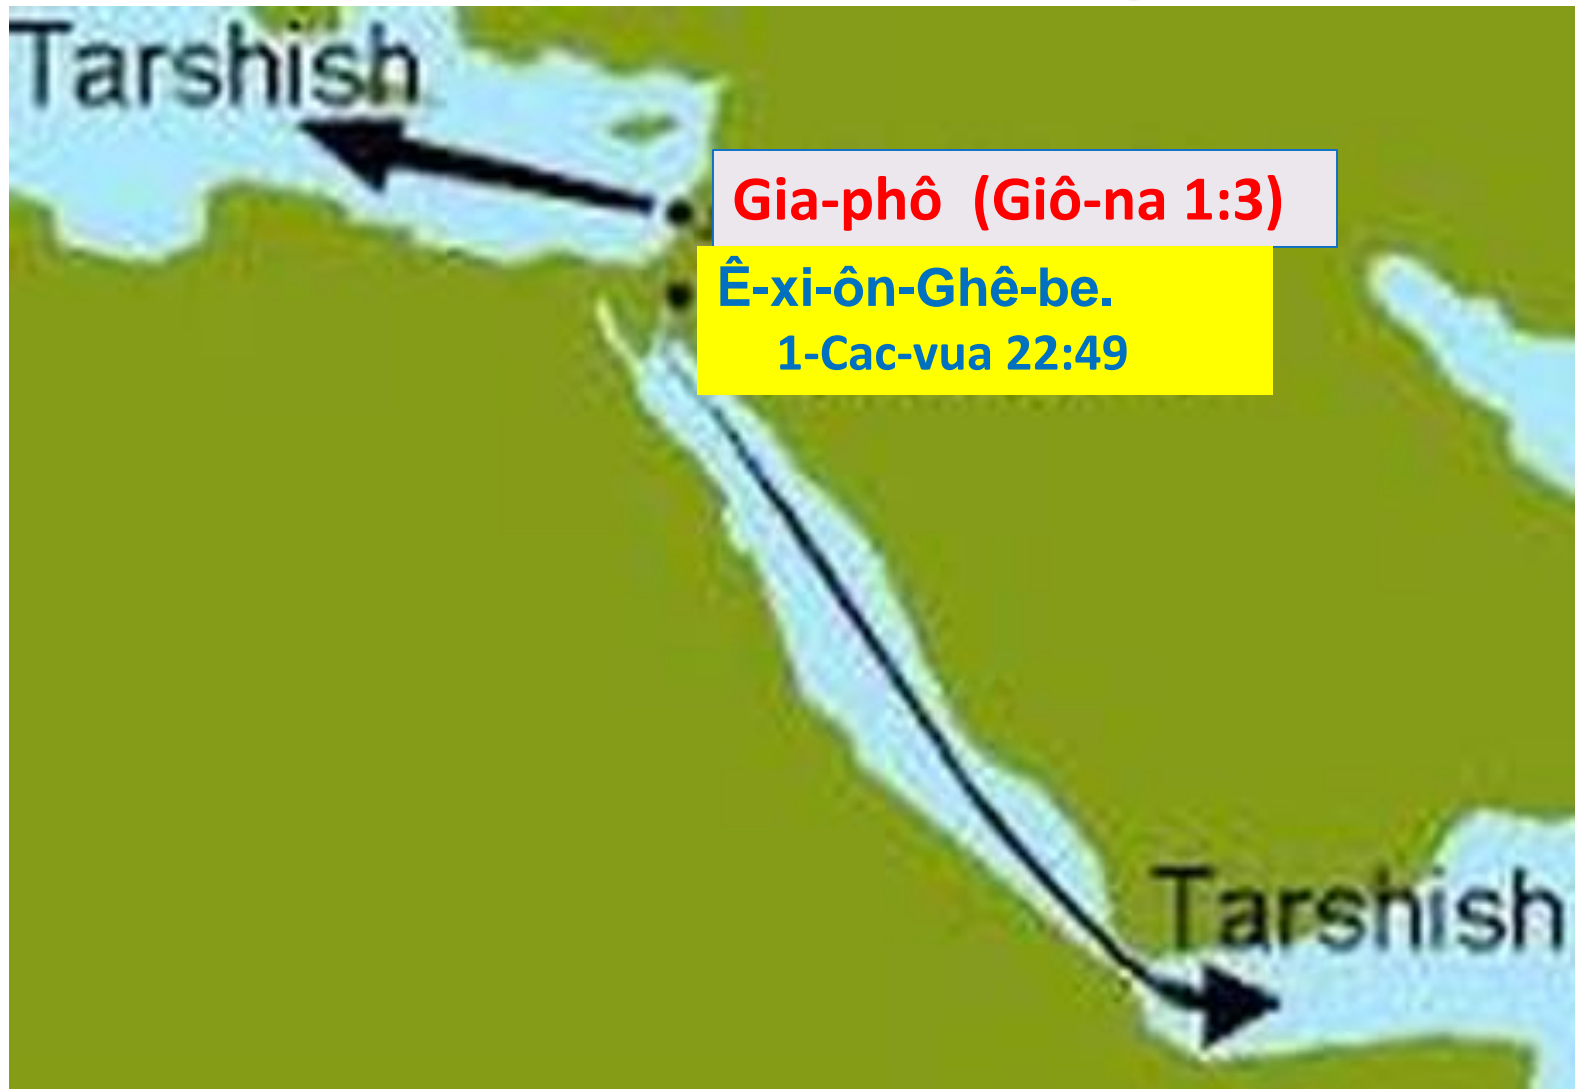 Tarshish
Gia-phô (Giô-na 1:3)
Ê-xi-ôn-Ghê-be.
1-Cac-vua 22:49
Tarshish